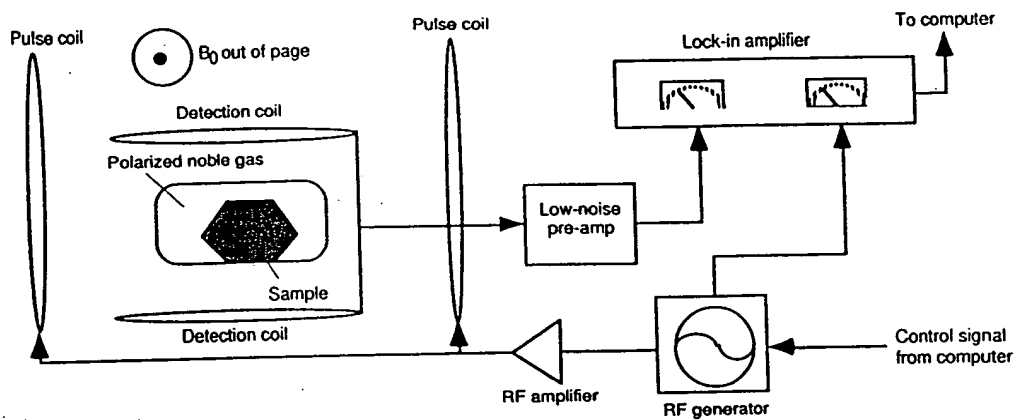 Pulse coil
B0 out of page
Pulse coil
To computer
Lock-in amplifier
Detection coil
Polarized noble gas
Low-noise
pre-amp
Sample
Detection coil
Control signal
from computer
RF amplifier
RF generator